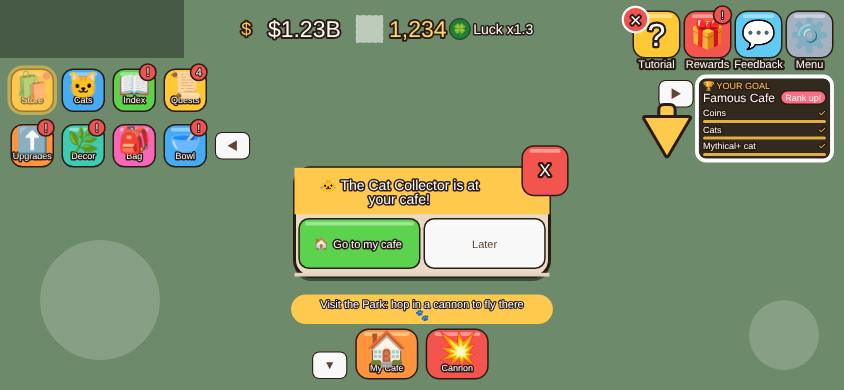 $ $1.23B 1,234 Luck x1.3
? ! Tutorial Rewards Feedback Menu
Store Cats ! Index 4 Quests
! Upgrades ! Decor Bag ! Bowl
YOUR GOAL
Famous Cafe Rank up!
Coins
Cats
Mythical+ cat
X
The Cat Collector is at
your cafe!
Go to my cafe Later
Visit the Park: hop in a cannon to fly there
My Cafe Cannon